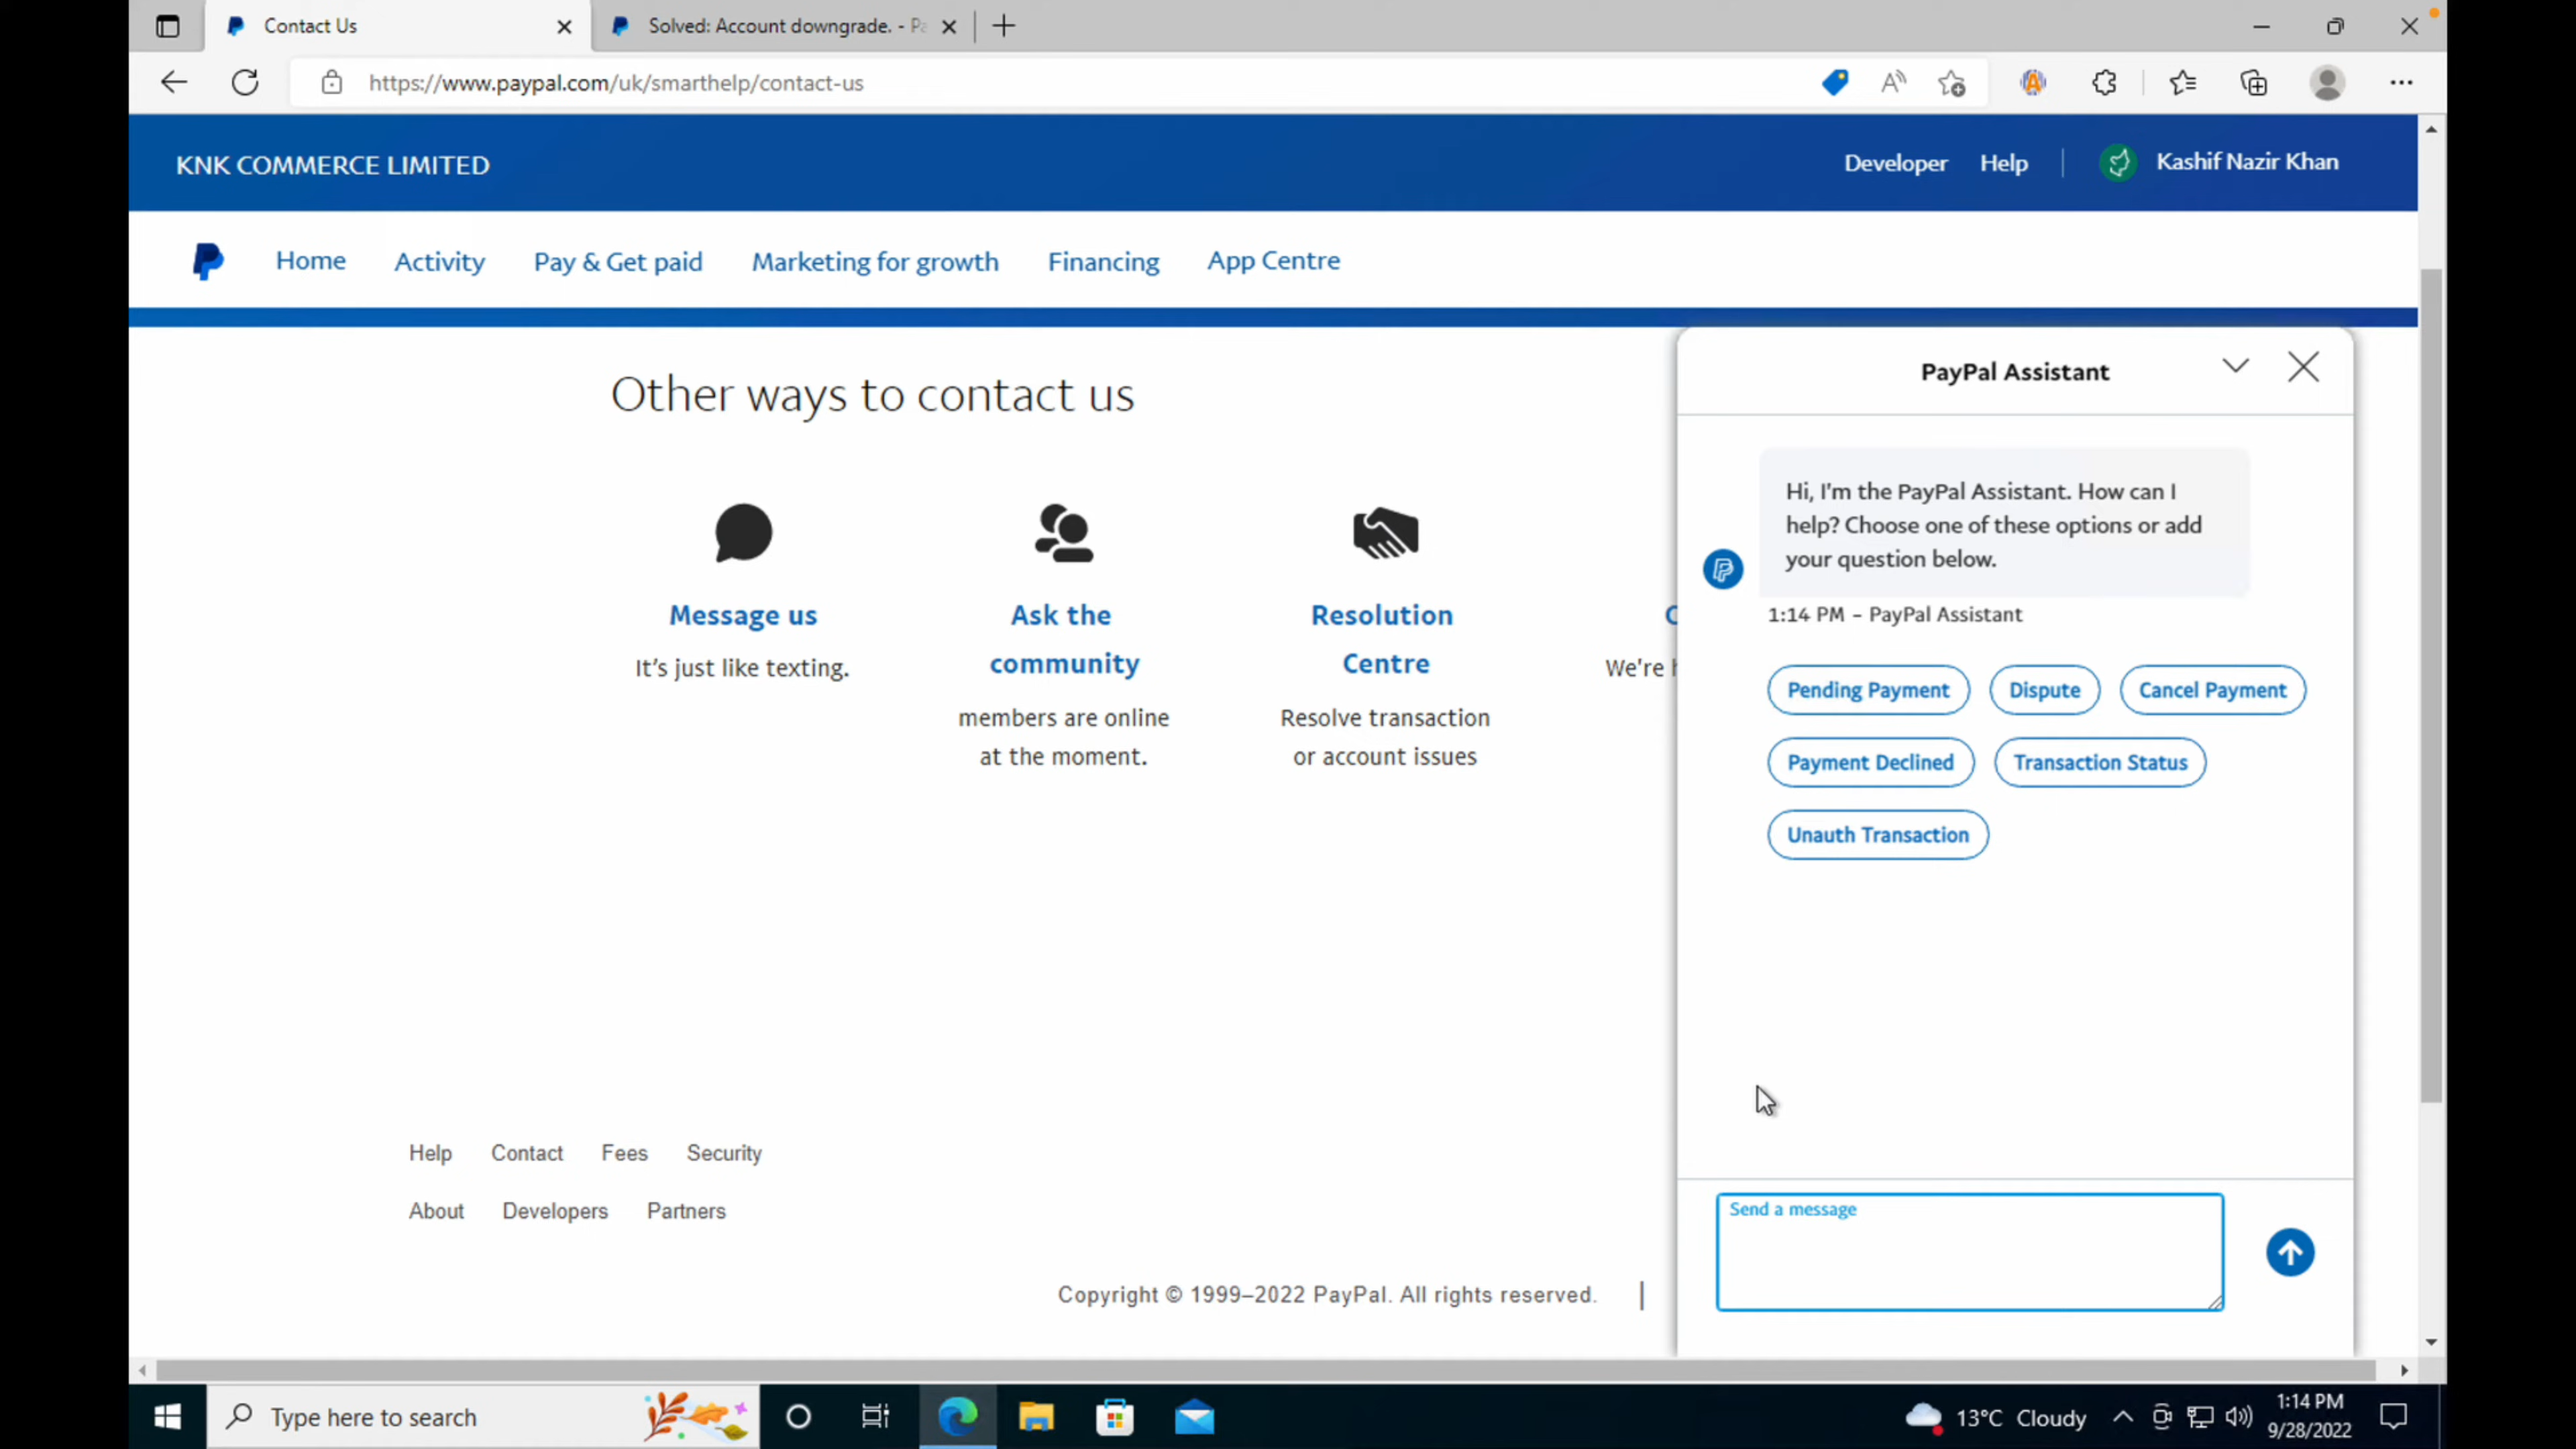 Contact Us
Solved: Account downgrade. - Pa
https://www.paypal.com/uk/smarthelp/contact-us
KNK COMMERCE LIMITED
Developer Help Kashif Nazir Khan
Home Activity Pay & Get paid Marketing for growth Financing App Centre
Other ways to contact us
Message us
It's just like texting.
Ask the
community
members are online
at the moment.
Resolution
Centre
Resolve transaction
or account issues
We're
PayPal Assistant
Hi, I'm the PayPal Assistant. How can I
help? Choose one of these options or add
your question below.
1:14 PM - PayPal Assistant
Pending Payment Dispute Cancel Payment
Payment Declined Transaction Status
Unauth Transaction
Send a message
Help Contact Fees Security
About Developers Partners
Copyright © 1999–2022 PayPal. All rights reserved. |
Type here to search
13°C Cloudy
1:14 PM
9/28/2022